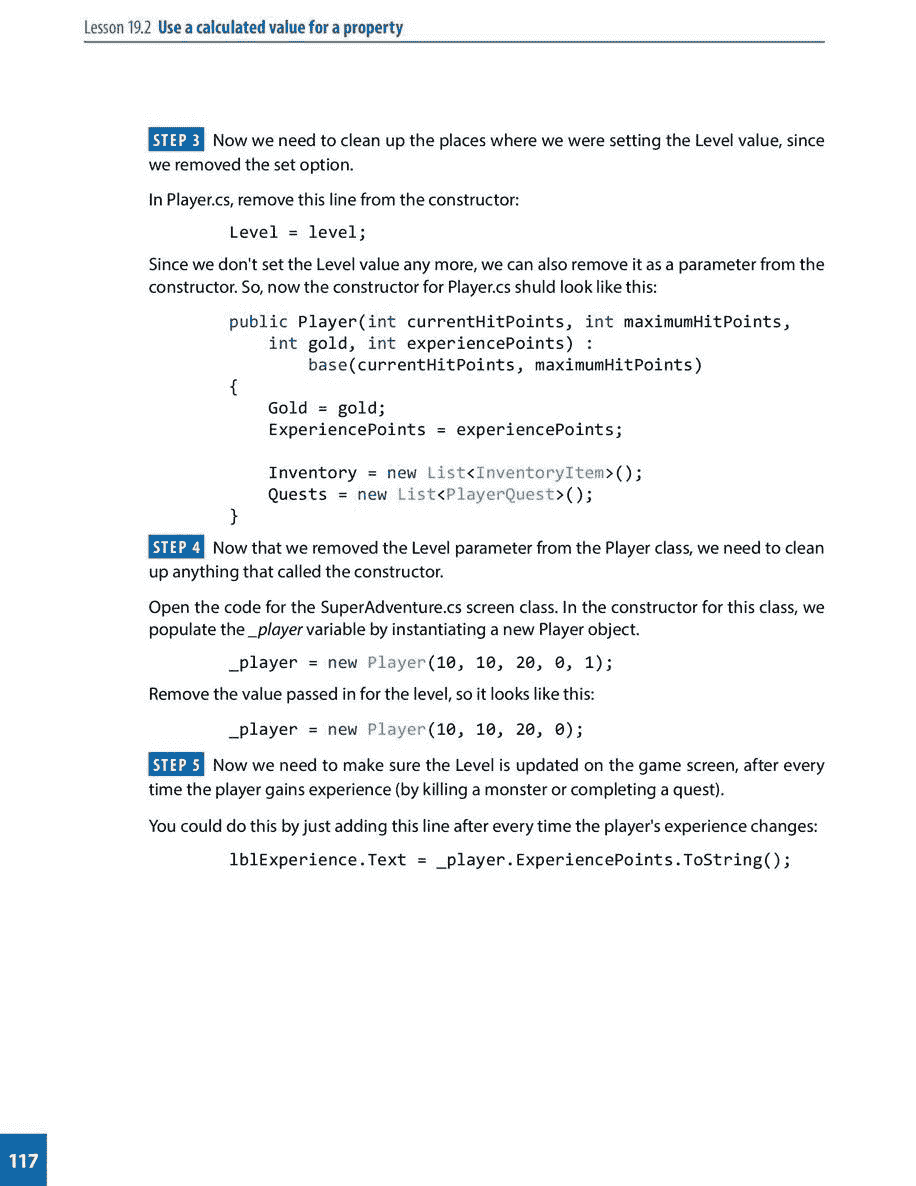 Lesson 19.2 Use a calculated value for a property
STEP 3 Now we need to clean up the places where we were setting the Level value, since
we removed the set option.
In Player.cs, remove this line from the constructor:
Level = level;
Since we don't set the Level value any more, we can also remove it as a parameter from the
constructor. So, now the constructor for Player.cs shuld look like this:
public Player(int currentHitPoints, int maximumHitPoints,
int gold, int experiencePoints) :
base(currentHitPoints, maximumHitPoints)
{
Gold = gold;
ExperiencePoints = experiencePoints;
Inventory = new List<InventoryItem>();
Quests = new List<PlayerQuest>();
}
STEP 4 Now that we removed the Level parameter from the Player class, we need to clean
up anything that called the constructor.
Open the code for the SuperAdventure.cs screen class. In the constructor for this class, we
populate the _player variable by instantiating a new Player object.
_player = new Player(10, 10, 20, 0, 1);
Remove the value passed in for the level, so it looks like this:
_player = new Player(10, 10, 20, 0);
STEP 5 Now we need to make sure the Level is updated on the game screen, after every
time the player gains experience (by killing a monster or completing a quest).
You could do this by just adding this line after every time the player's experience changes:
lblExperience.Text = _player.ExperiencePoints.ToString();
117